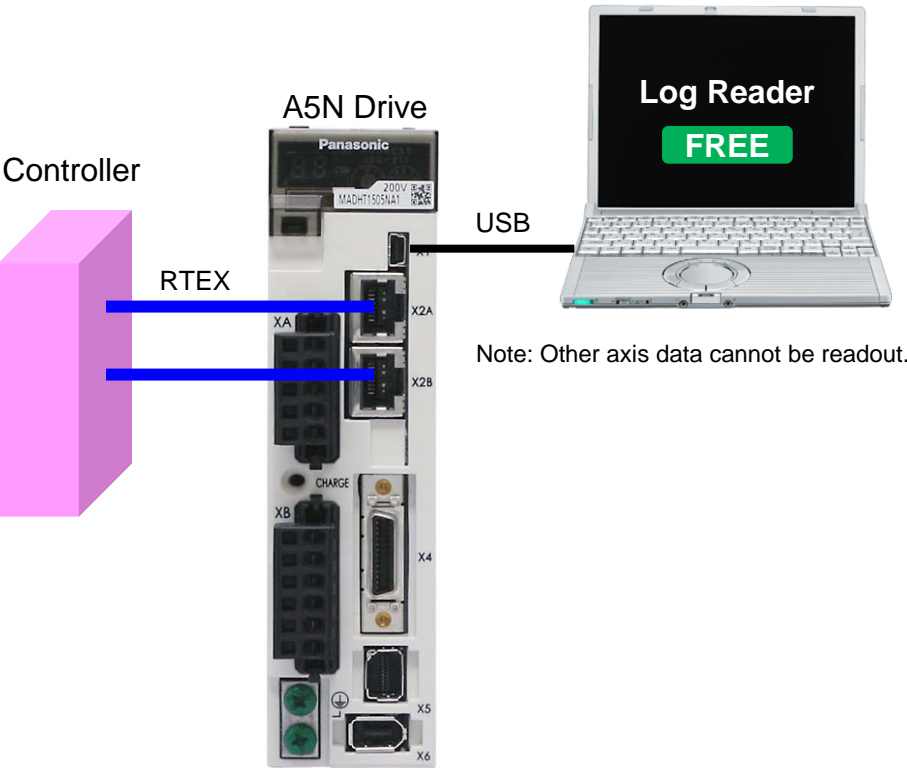 Log Reader
FREE
A5N Drive
Panasonic
Controller
200V
MADHT1505NA1
USB
X1
RTEX
X2A
XA
Note: Other axis data cannot be readout.
X2B
CHARGE
XB
X4
X5
X6